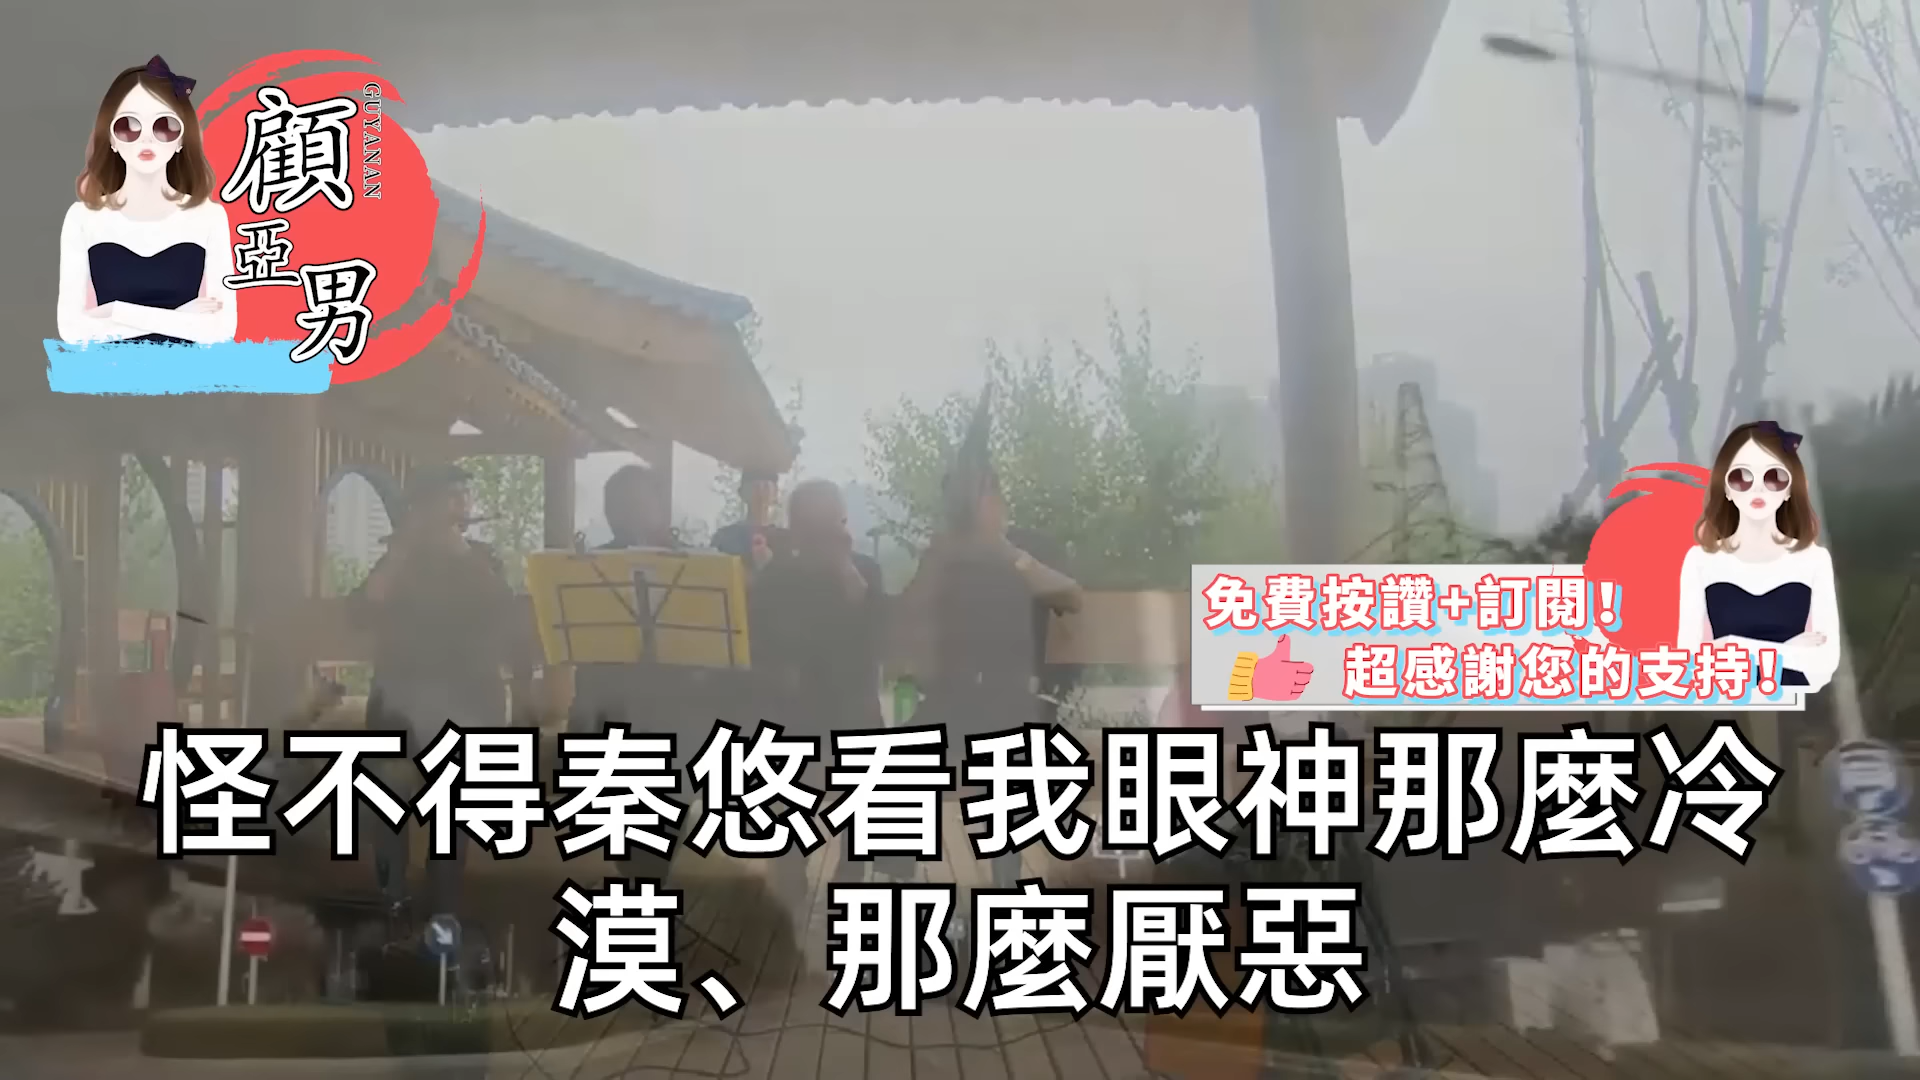 顧亞男
GUYANAN
免費按讚+訂閱!
超感謝您的支持!
怪不得秦悠看我眼神那麼冷
漠、那麼厭惡